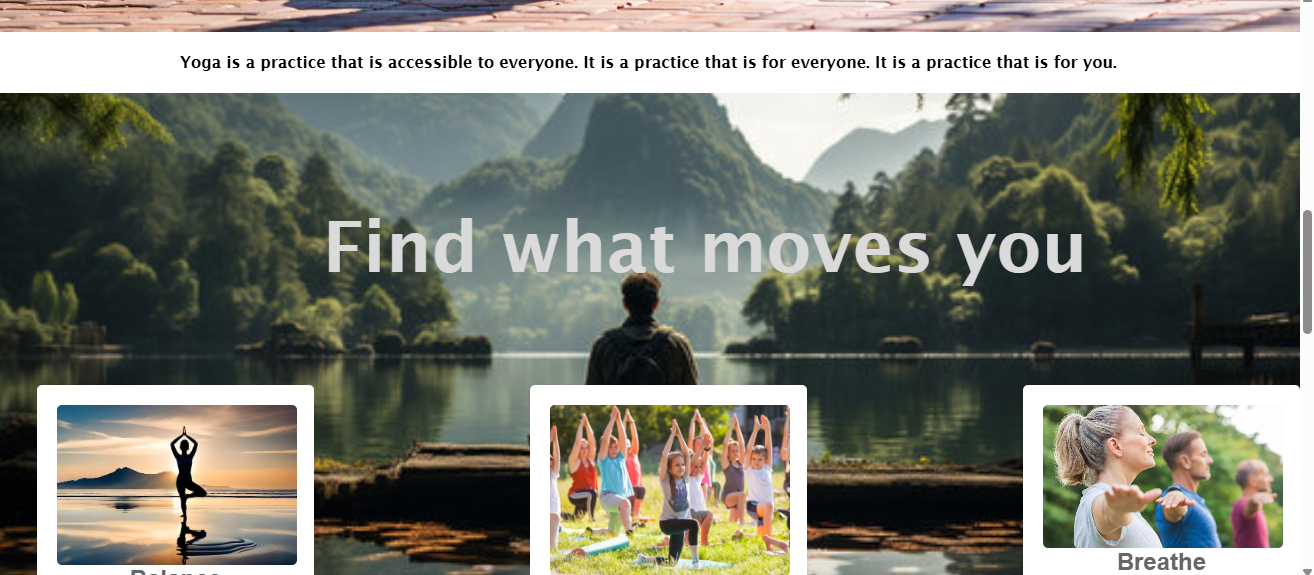 Yoga is a practice that is accessible to everyone. It is a practice that is for everyone. It is a practice that is for you.
Find what moves you
Balance
Breathe